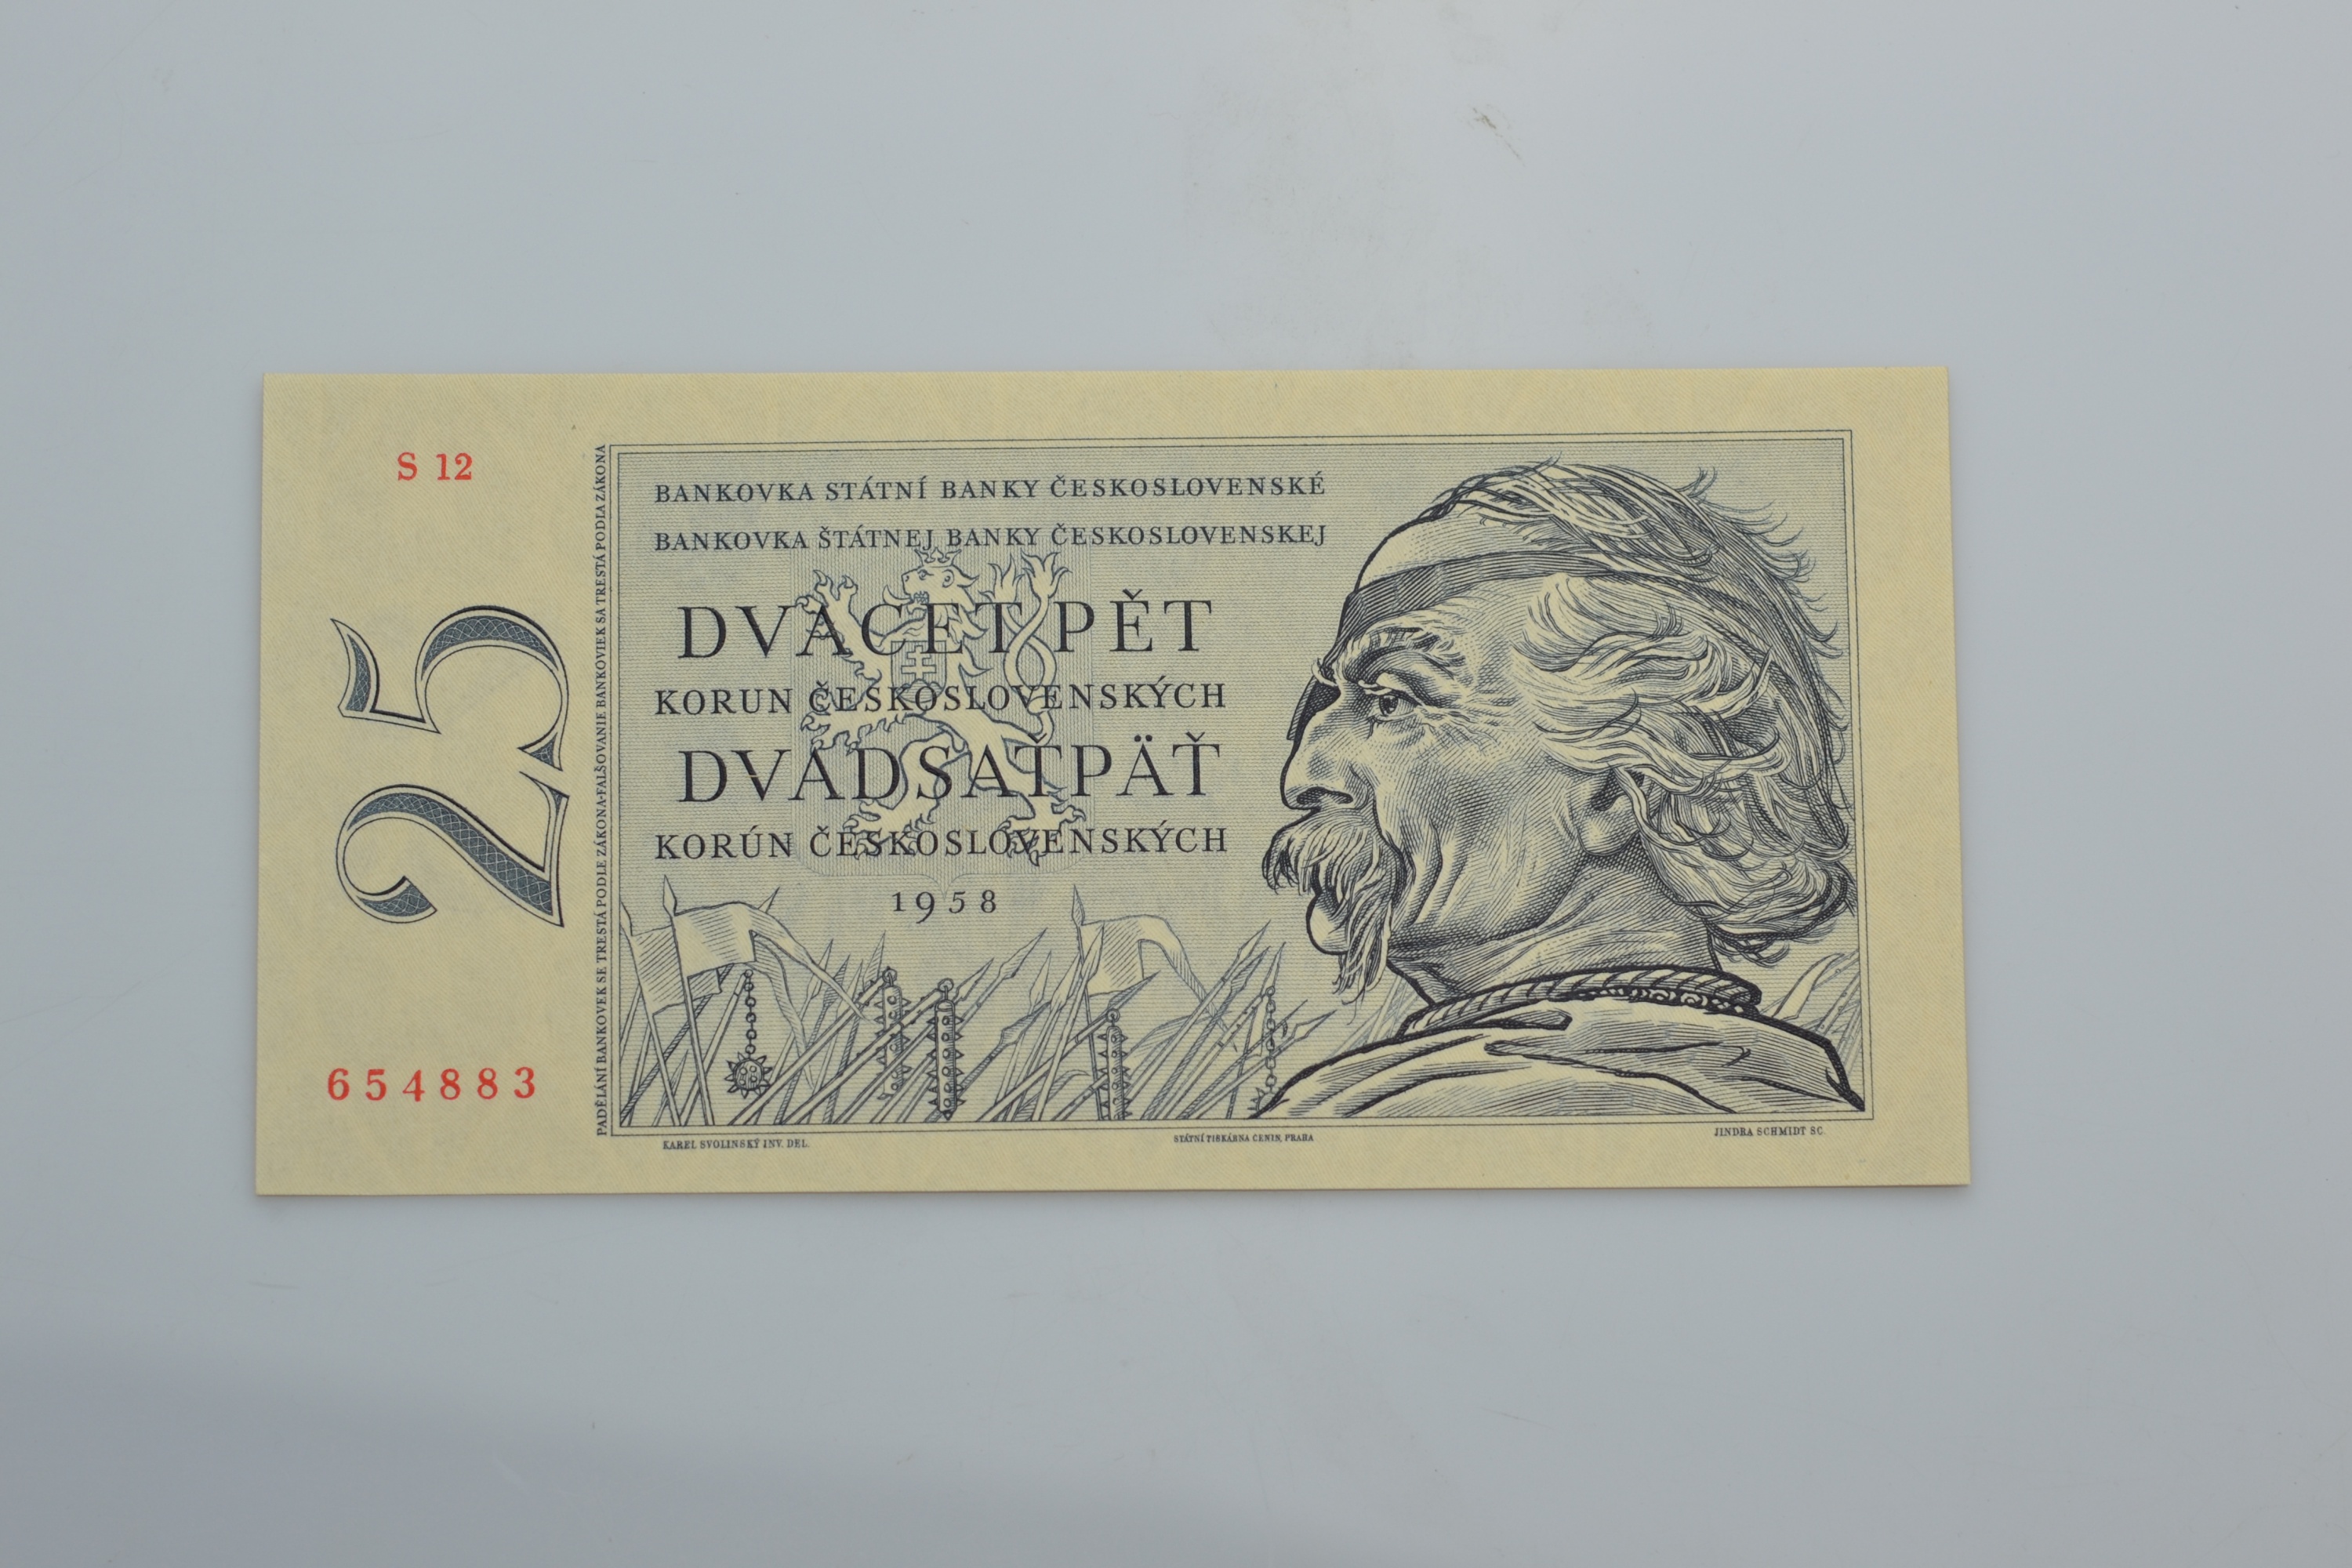 S 12
25
654883
PADĚLÁNÍ BANKOVEK SE TRESTÁ PODLE ZÁKONA·FALŠOVANIE BANKOVIEK SA TRESTÁ PODĽA ZÁKONA
BANKOVKA STÁTNÍ BANKY ČESKOSLOVENSKÉ
BANKOVKA ŠTÁTNEJ BANKY ČESKOSLOVENSKEJ
DVACET PĚT
KORUN ČESKOSLOVENSKÝCH
DVADSAŤPÄŤ
KORÚN ČESKOSLOVENSKÝCH
1958
KAREL SVOLINSKÝ INV. DEL. STÁTNÍ TISKÁRNA CENIN, PRAHA JINDRA SCHMIDT SC.